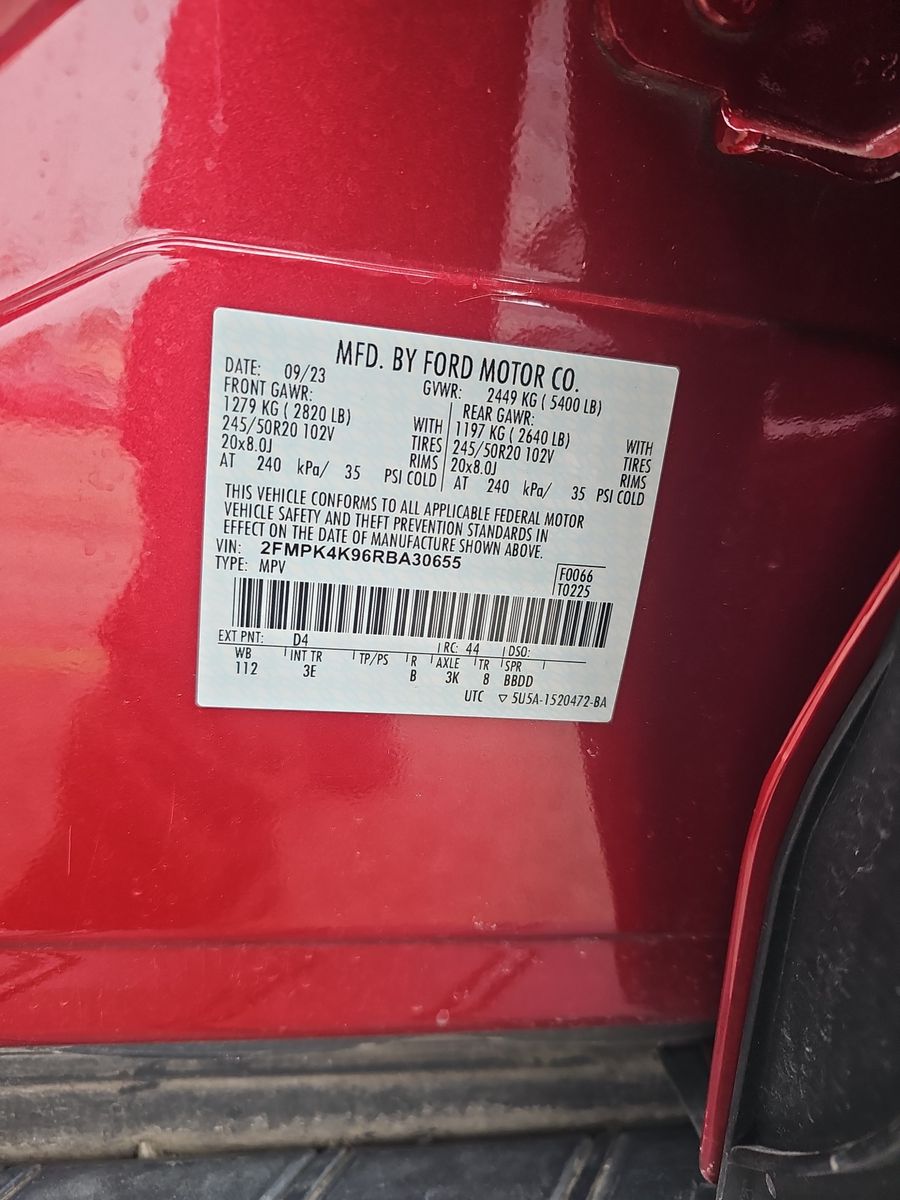 MFD. BY FORD MOTOR CO.
DATE: 09/23 GVWR: 2449 KG ( 5400 LB)
FRONT GAWR: REAR GAWR:
1279 KG ( 2820 LB) WITH 1197 KG ( 2640 LB) WITH
245/50R20 102V TIRES 245/50R20 102V TIRES
20x8.0J RIMS 20x8.0J RIMS
AT 240 kPa/ 35 PSI COLD AT 240 kPa/ 35 PSI COLD
THIS VEHICLE CONFORMS TO ALL APPLICABLE FEDERAL MOTOR
VEHICLE SAFETY AND THEFT PREVENTION STANDARDS IN
EFFECT ON THE DATE OF MANUFACTURE SHOWN ABOVE.
VIN: 2FMPK4K96RBA30655
TYPE: MPV F0066
T0225
EXT PNT: D4 RC: 44 DSO:
WB INT TR TP/PS R AXLE TR SPR
112 3E B 3K 8 BBDD
UTC ▽ 5U5A-1520472-BA